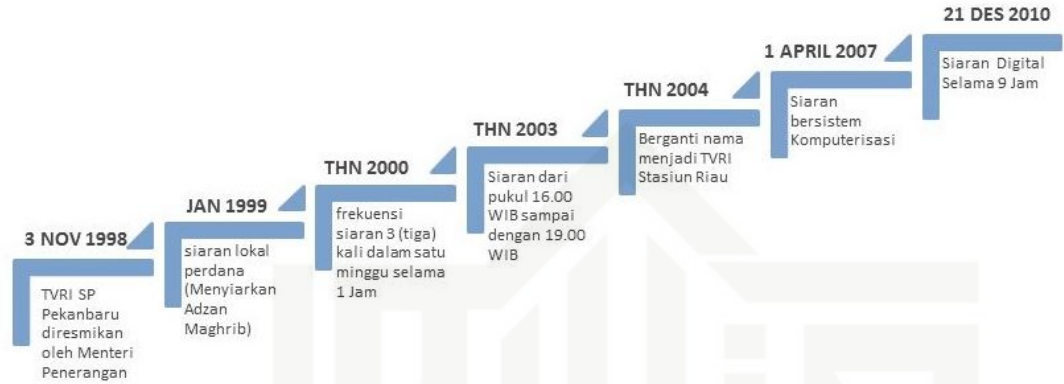 3 NOV 1998
TVRI SP
Pekanbaru
diresmikan
oleh Menteri
Penerangan
JAN 1999
siaran lokal
perdana
(Menyiarkan
Adzan
Maghrib)
THN 2000
frekuensi
siaran 3 (tiga)
kali dalam satu
minggu selama
1 Jam
THN 2003
Siaran dari
pukul 16.00
WIB sampai
dengan 19.00
WIB
THN 2004
Berganti nama
menjadi TVRI
Stasiun Riau
1 APRIL 2007
Siaran
bersistem
Komputerisasi
21 DES 2010
Siaran Digital
Selama 9 Jam